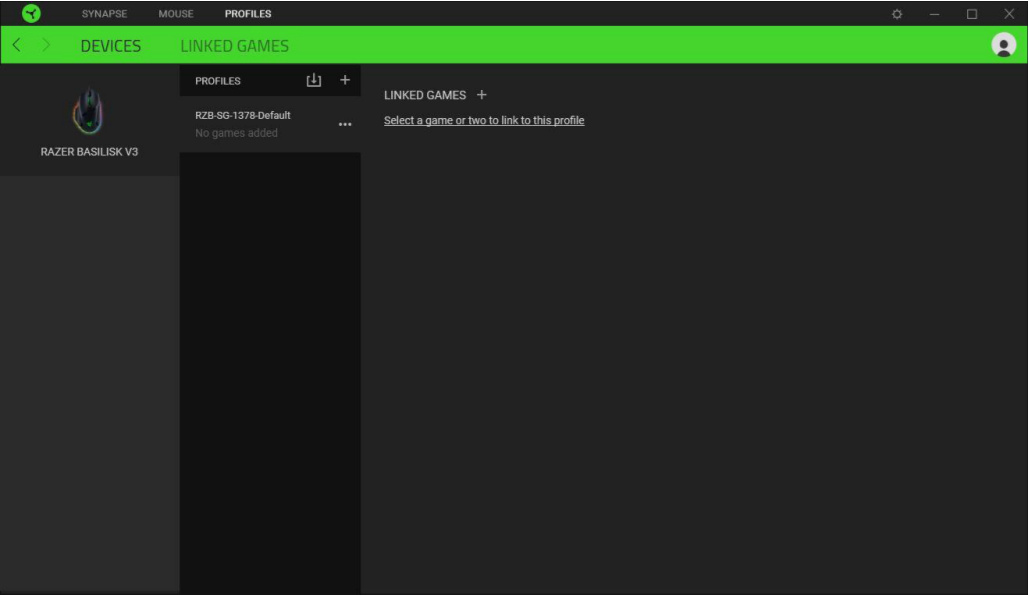 SYNAPSE MOUSE PROFILES
DEVICES LINKED GAMES
RAZER BASILISK V3
PROFILES
RZB-SG-1378-Default
No games added
LINKED GAMES +
Select a game or two to link to this profile